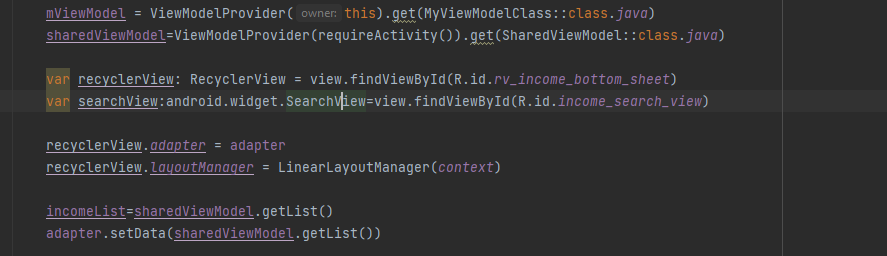 mViewModel = ViewModelProvider( owner: this).get(MyViewModelClass::class.java)
sharedViewModel=ViewModelProvider(requireActivity()).get(SharedViewModel::class.java)
var recyclerView: RecyclerView = view.findViewById(R.id.rv_income_bottom_sheet)
var searchView:android.widget.SearchView=view.findViewById(R.id.income_search_view)
recyclerView.adapter = adapter
recyclerView.layoutManager = LinearLayoutManager(context)
incomeList=sharedViewModel.getList()
adapter.setData(sharedViewModel.getList())